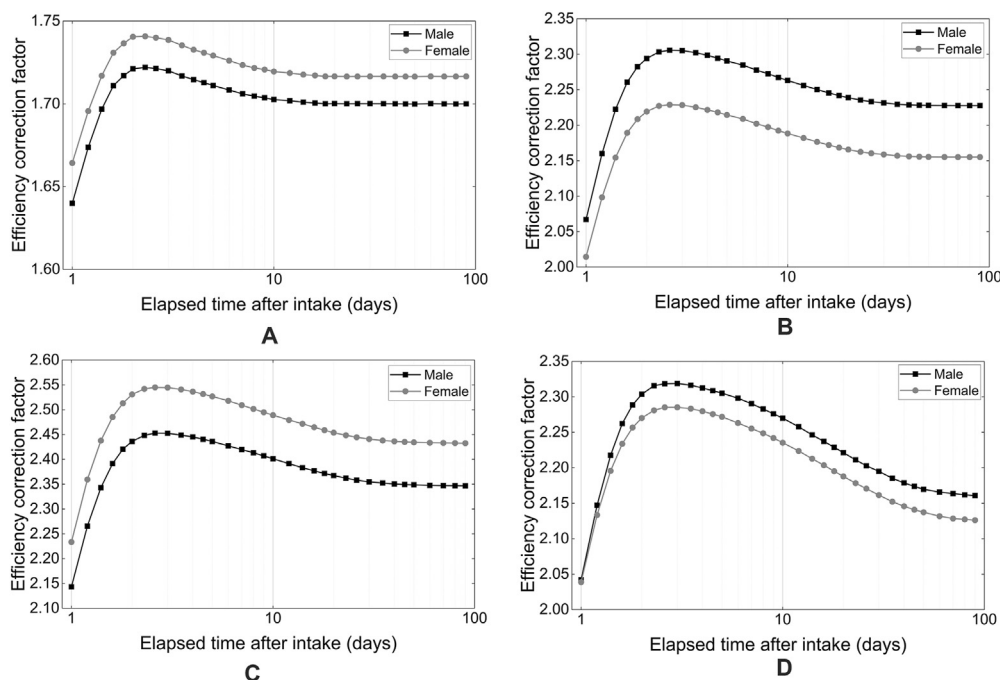 1.75
1.70
1.65
1.60
Efficiency correction factor
Male
Female
1
10
100
Elapsed time after intake (days)
A
2.35
2.30
2.25
2.20
2.15
2.10
2.05
2.00
Efficiency correction factor
Male
Female
1
10
100
Elapsed time after intake (days)
B
2.60
2.55
2.50
2.45
2.40
2.35
2.30
2.25
2.20
2.15
2.10
Efficiency correction factor
Male
Female
1
10
100
Elapsed time after intake (days)
C
2.35
2.30
2.25
2.20
2.15
2.10
2.05
2.00
Efficiency correction factor
Male
Female
1
10
100
Elapsed time after intake (days)
D